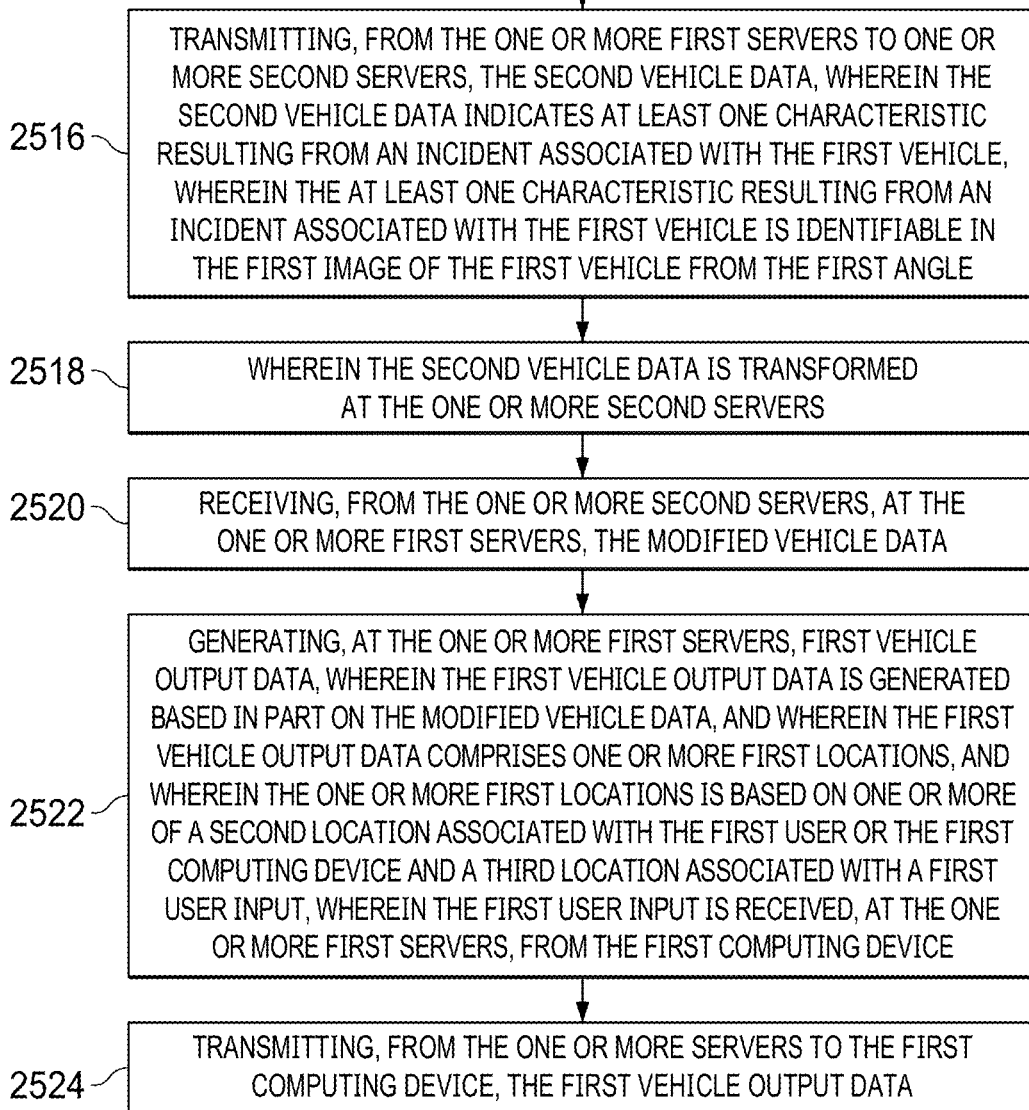 TRANSMITTING, FROM THE ONE OR MORE FIRST SERVERS TO ONE OR
MORE SECOND SERVERS, THE SECOND VEHICLE DATA, WHEREIN THE
SECOND VEHICLE DATA INDICATES AT LEAST ONE CHARACTERISTIC
2516
RESULTING FROM AN INCIDENT ASSOCIATED WITH THE FIRST VEHICLE,
WHEREIN THE AT LEAST ONE CHARACTERISTIC RESULTING FROM AN
INCIDENT ASSOCIATED WITH THE FIRST VEHICLE IS IDENTIFIABLE IN
THE FIRST IMAGE OF THE FIRST VEHICLE FROM THE FIRST ANGLE
2518
WHEREIN THE SECOND VEHICLE DATA IS TRANSFORMED
AT THE ONE OR MORE SECOND SERVERS
2520
RECEIVING, FROM THE ONE OR MORE SECOND SERVERS, AT THE
ONE OR MORE FIRST SERVERS, THE MODIFIED VEHICLE DATA
GENERATING, AT THE ONE OR MORE FIRST SERVERS, FIRST VEHICLE
OUTPUT DATA, WHEREIN THE FIRST VEHICLE OUTPUT DATA IS GENERATED
BASED IN PART ON THE MODIFIED VEHICLE DATA, AND WHEREIN THE FIRST
VEHICLE OUTPUT DATA COMPRISES ONE OR MORE FIRST LOCATIONS, AND
2522
WHEREIN THE ONE OR MORE FIRST LOCATIONS IS BASED ON ONE OR MORE
OF A SECOND LOCATION ASSOCIATED WITH THE FIRST USER OR THE FIRST
COMPUTING DEVICE AND A THIRD LOCATION ASSOCIATED WITH A FIRST
USER INPUT, WHEREIN THE FIRST USER INPUT IS RECEIVED, AT THE ONE
OR MORE FIRST SERVERS, FROM THE FIRST COMPUTING DEVICE
2524
TRANSMITTING, FROM THE ONE OR MORE SERVERS TO THE FIRST
COMPUTING DEVICE, THE FIRST VEHICLE OUTPUT DATA